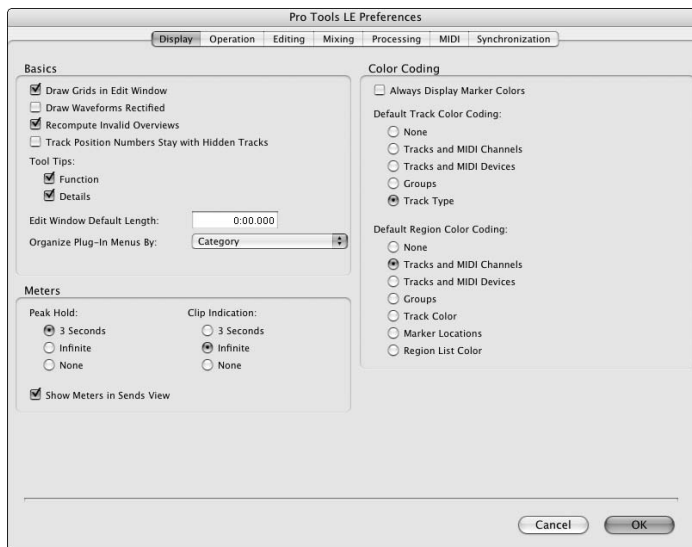 Pro Tools LE Preferences
Display Operation Editing Mixing Processing MIDI Synchronization
Basics
Draw Grids in Edit Window
Draw Waveforms Rectified
Recompute Invalid Overviews
Track Position Numbers Stay with Hidden Tracks
Tool Tips:
Function
Details
Edit Window Default Length: 0:00.000
Organize Plug-In Menus By: Category
Meters
Peak Hold:
3 Seconds
Infinite
None
Clip Indication:
3 Seconds
Infinite
None
Show Meters in Sends View
Color Coding
Always Display Marker Colors
Default Track Color Coding:
None
Tracks and MIDI Channels
Tracks and MIDI Devices
Groups
Track Type
Default Region Color Coding:
None
Tracks and MIDI Channels
Tracks and MIDI Devices
Groups
Track Color
Marker Locations
Region List Color
Cancel OK